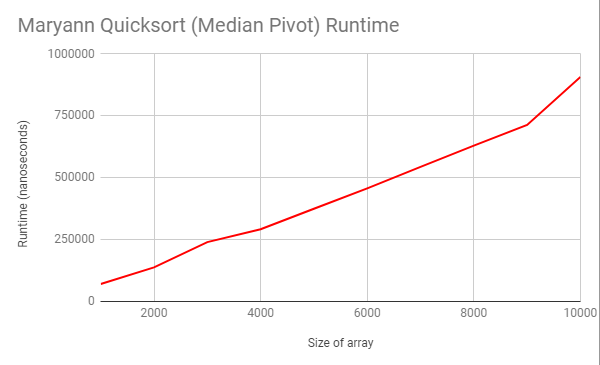 Maryann Quicksort (Median Pivot) Runtime
1000000
750000
500000
250000
0
Runtime (nanoseconds)
2000 4000 6000 8000 10000
Size of array